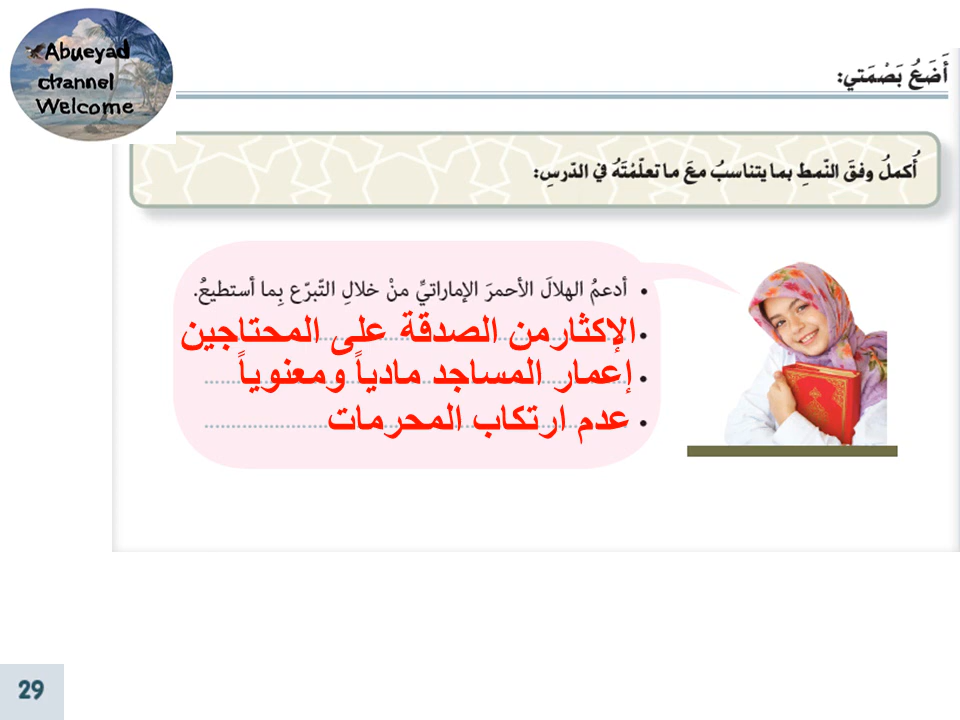 Abueyad
channel
Welcome
أَضَعُ بَصْمَتي:
أُكملُ وفقَ النّمطِ بما يتناسبُ معَ ما تعلّمْتَهُ في الدّرسِ:
• أدعمُ الهلالَ الأحمرَ الإماراتيَّ منْ خلالِ التّبرّعِ بِما أستطيعُ.
• الإكثارمن الصدقة على المحتاجين
• إعمار المساجد مادياً ومعنوياً
• عدم ارتكاب المحرمات
29